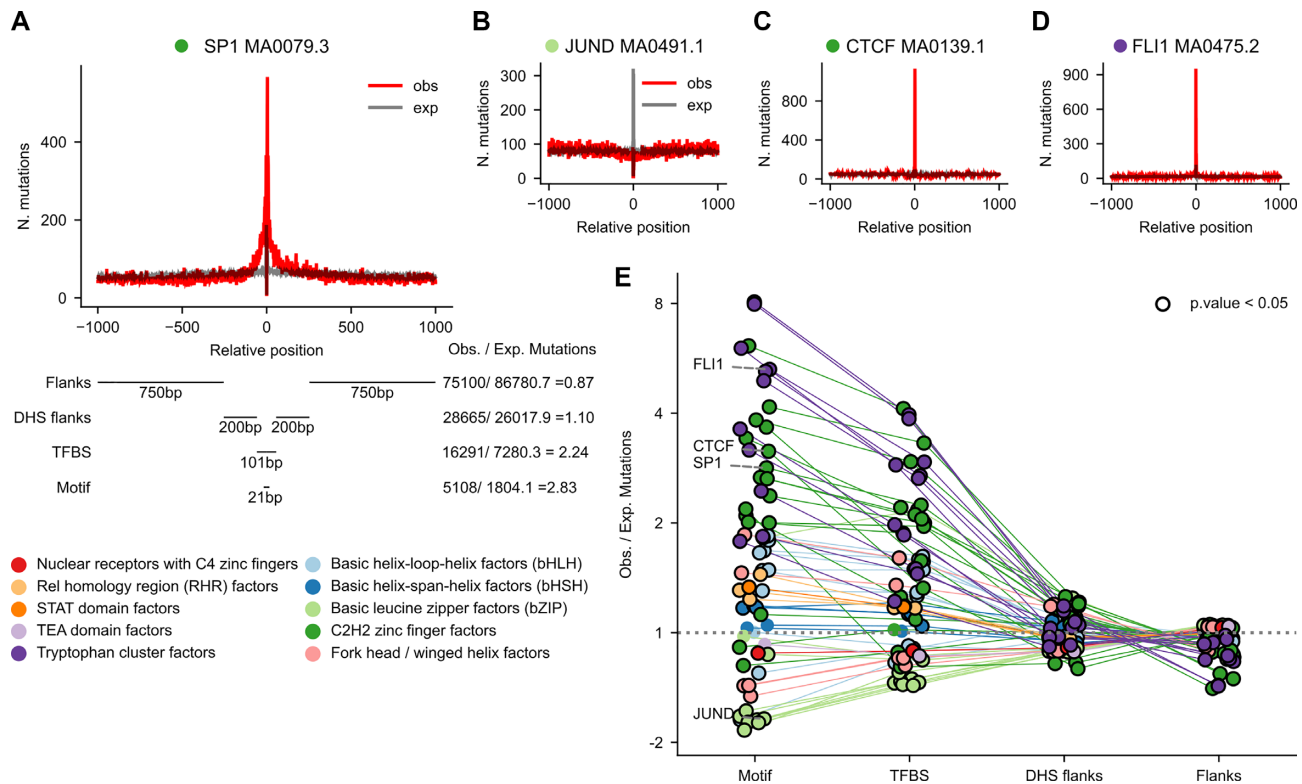 A
SP1 MA0079.3
obs
exp
N. mutations
400
200
0
−1000
−500
0
500
1000
Relative position
Obs. / Exp. Mutations
Flanks
750bp
750bp
75100/ 86780.7 =0.87
DHS flanks
200bp
200bp
28665/ 26017.9 =1.10
TFBS
101bp
16291/ 7280.3 = 2.24
Motif
21bp
5108/ 1804.1 =2.83
B
JUND MA0491.1
obs
exp
N. mutations
300
200
100
0
−1000
0
1000
Relative position
C
CTCF MA0139.1
N. mutations
800
400
0
−1000
0
1000
Relative position
D
FLI1 MA0475.2
N. mutations
900
600
300
0
−1000
0
1000
Relative position
Nuclear receptors with C4 zinc fingers
Rel homology region (RHR) factors
STAT domain factors
TEA domain factors
Tryptophan cluster factors
Basic helix-loop-helix factors (bHLH)
Basic helix-span-helix factors (bHSH)
Basic leucine zipper factors (bZIP)
C2H2 zinc finger factors
Fork head / winged helix factors
E
p.value < 0.05
Obs. / Exp. Mutations
8
4
2
1
-2
FLI1
CTCF
SP1
JUND
Motif
TFBS
DHS flanks
Flanks